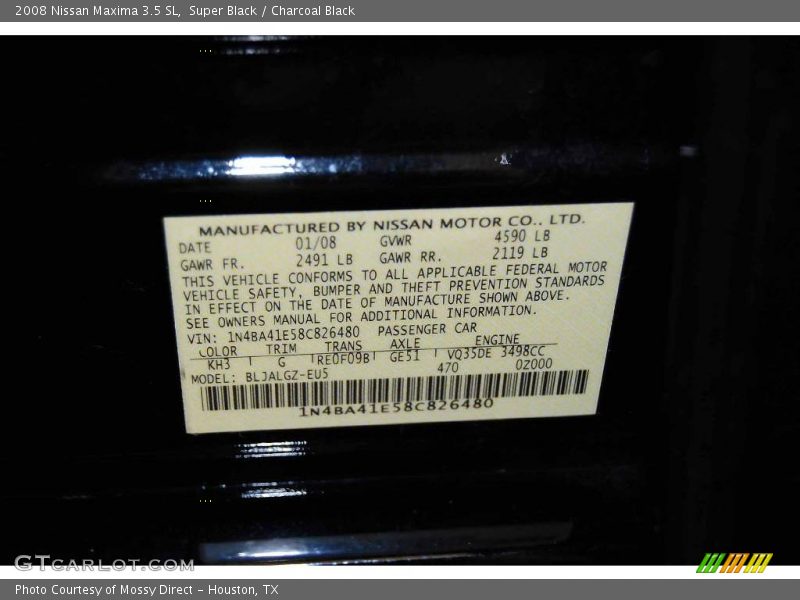 2008 Nissan Maxima 3.5 SL, Super Black / Charcoal Black
MANUFACTURED BY NISSAN MOTOR CO., LTD.
DATE 01/08 GVWR 4590 LB
GAWR FR. 2491 LB GAWR RR. 2119 LB
THIS VEHICLE CONFORMS TO ALL APPLICABLE FEDERAL MOTOR
VEHICLE SAFETY, BUMPER AND THEFT PREVENTION STANDARDS
IN EFFECT ON THE DATE OF MANUFACTURE SHOWN ABOVE.
SEE OWNERS MANUAL FOR ADDITIONAL INFORMATION.
VIN: 1N4BA41E58C826480 PASSENGER CAR
COLOR TRIM TRANS AXLE ENGINE
KH3 G RE0F09B GE51 VQ35DE 3498CC
MODEL: BLJALGZ-EU5 470 0Z000
1N4BA41E58C826480
GTCARLOT.COM
Photo Courtesy of Mossy Direct - Houston, TX